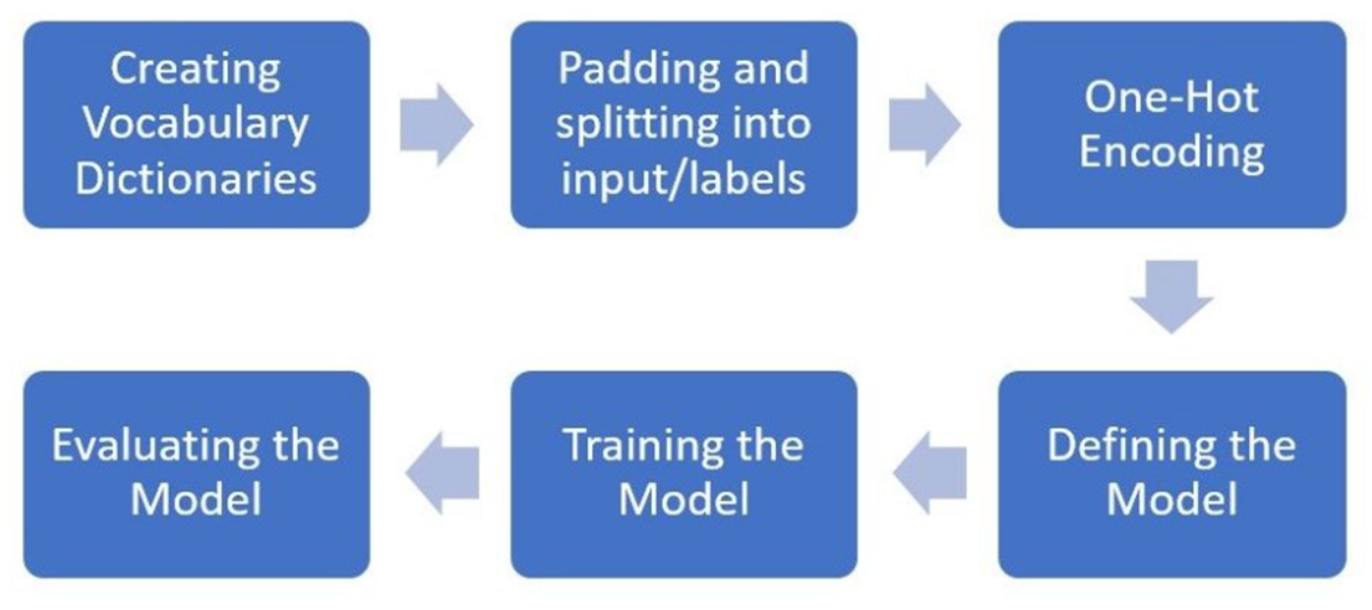 Creating
Vocabulary
Dictionaries
Padding and
splitting into
input/labels
One-Hot
Encoding
Defining the
Model
Training the
Model
Evaluating the
Model